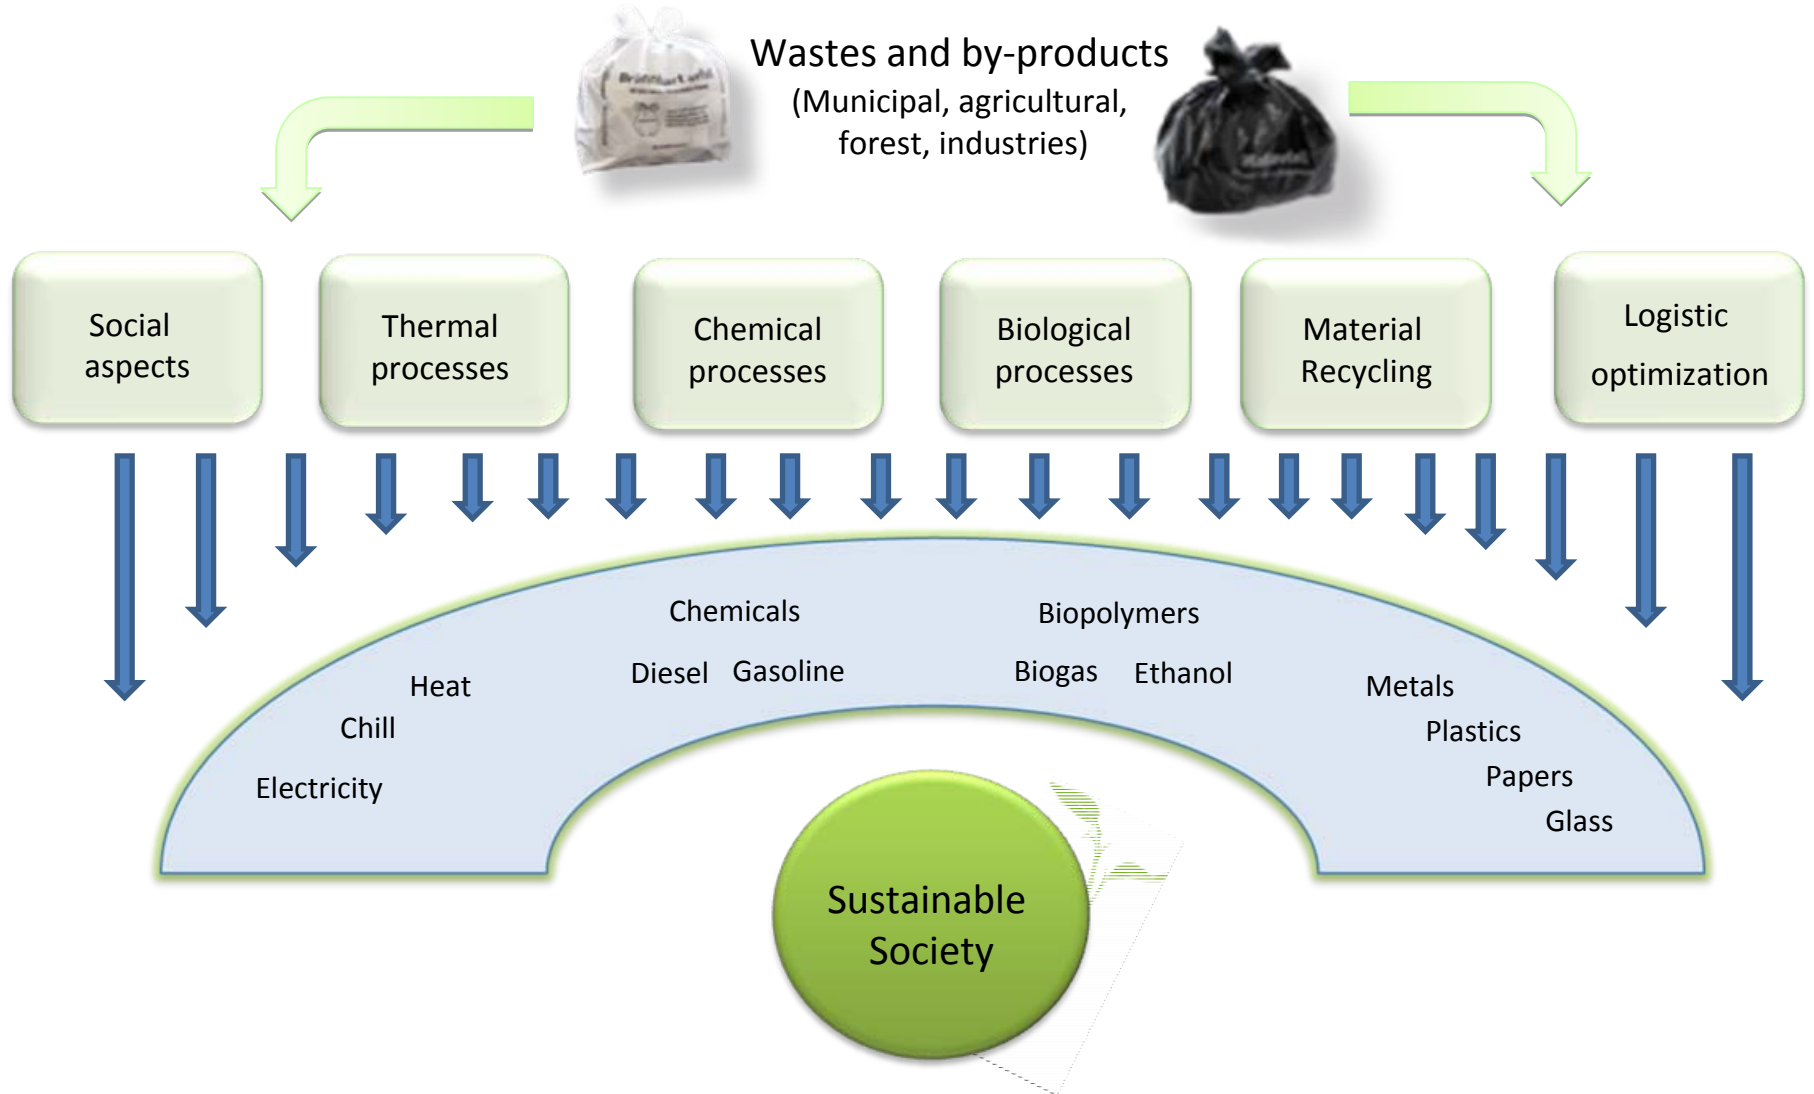 Wastes and by-products
(Municipal, agricultural,
forest, industries)
Social
aspects
Thermal
processes
Chemical
processes
Biological
processes
Material
Recycling
Logistic
optimization
Chemicals
Biopolymers
Diesel Gasoline
Biogas Ethanol
Heat
Chill
Electricity
Metals
Plastics
Papers
Glass
Sustainable
Society